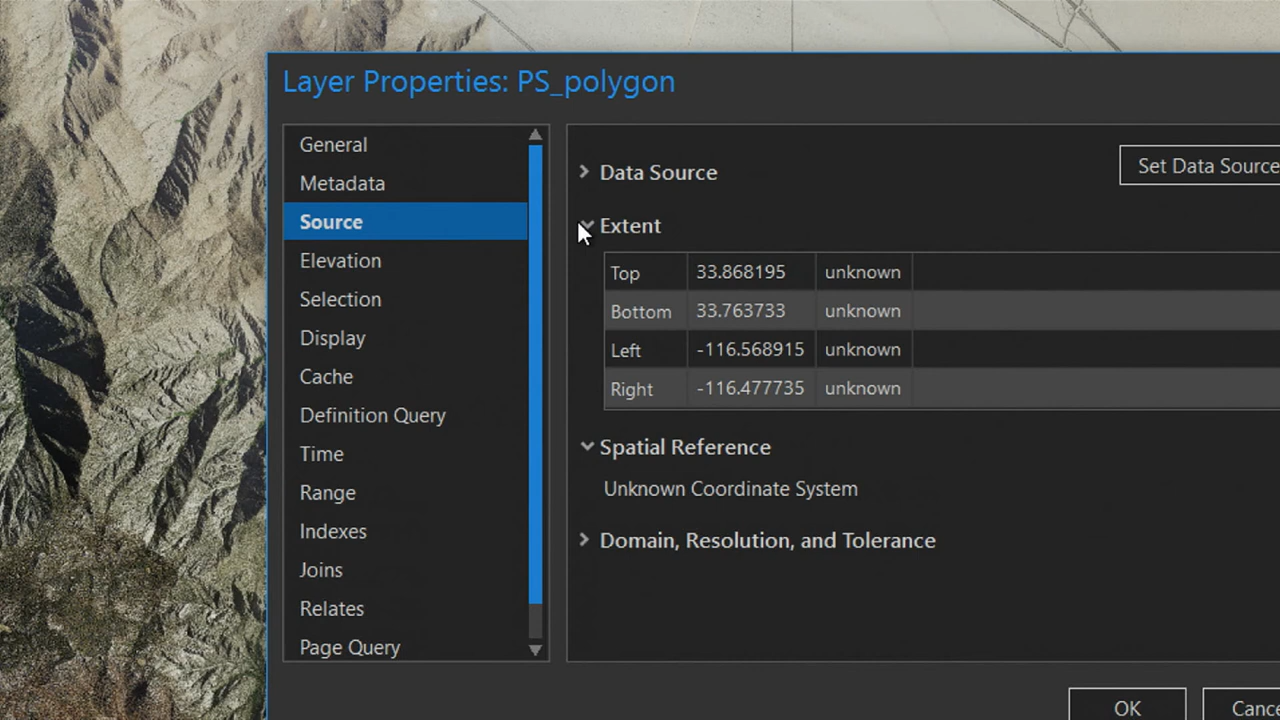 Layer Properties: PS_polygon
General
Metadata
Source
Elevation
Selection
Display
Cache
Definition Query
Time
Range
Indexes
Joins
Relates
Page Query
Data Source
Set Data Source
Extent
Top 33.868195 unknown
Bottom 33.763733 unknown
Left -116.568915 unknown
Right -116.477735 unknown
Spatial Reference
Unknown Coordinate System
Domain, Resolution, and Tolerance
OK
Cance